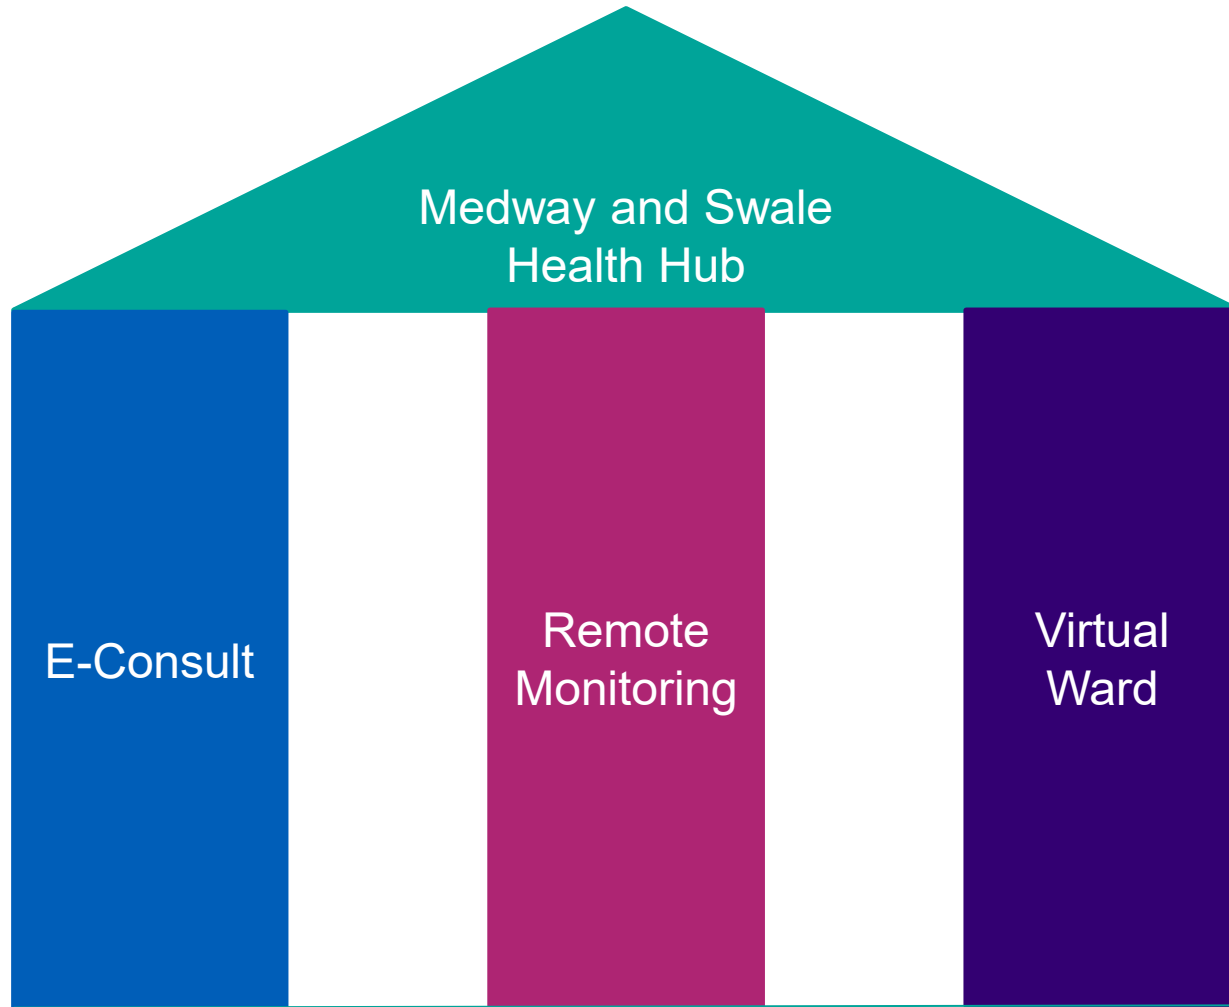 Medway and Swale
Health Hub
E-Consult
Remote
Monitoring
Virtual
Ward